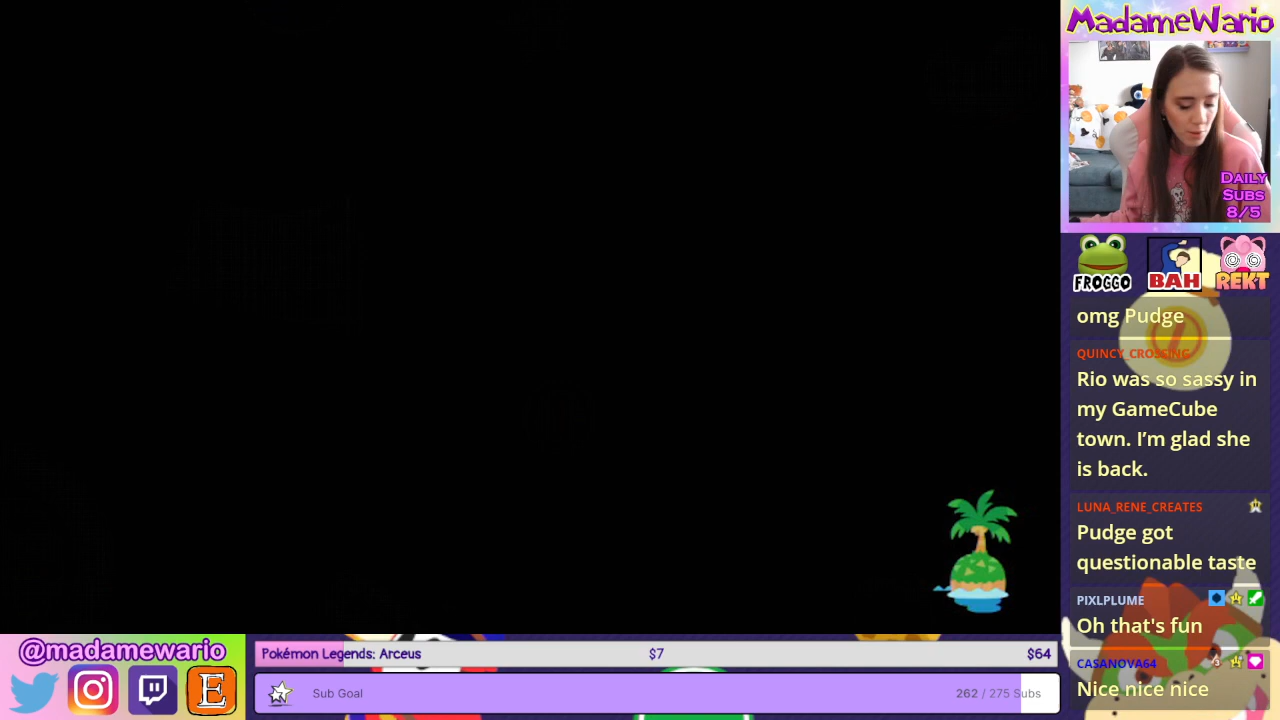 MadameWario
Daily
Subs
8/5
FROGGO
BAH
REKT
omg Pudge
QUINCY_CROSSING
Rio was so sassy in
my GameCube
town. I'm glad she
is back.
LUNA_RENE_CREATES
Pudge got
questionable taste
PIXLPLUME
Oh that's fun
CASANOVA64
Nice nice nice
@madamewario
E
Pokémon Legends: Arceus $7 $64
Sub Goal 262 / 275 Subs